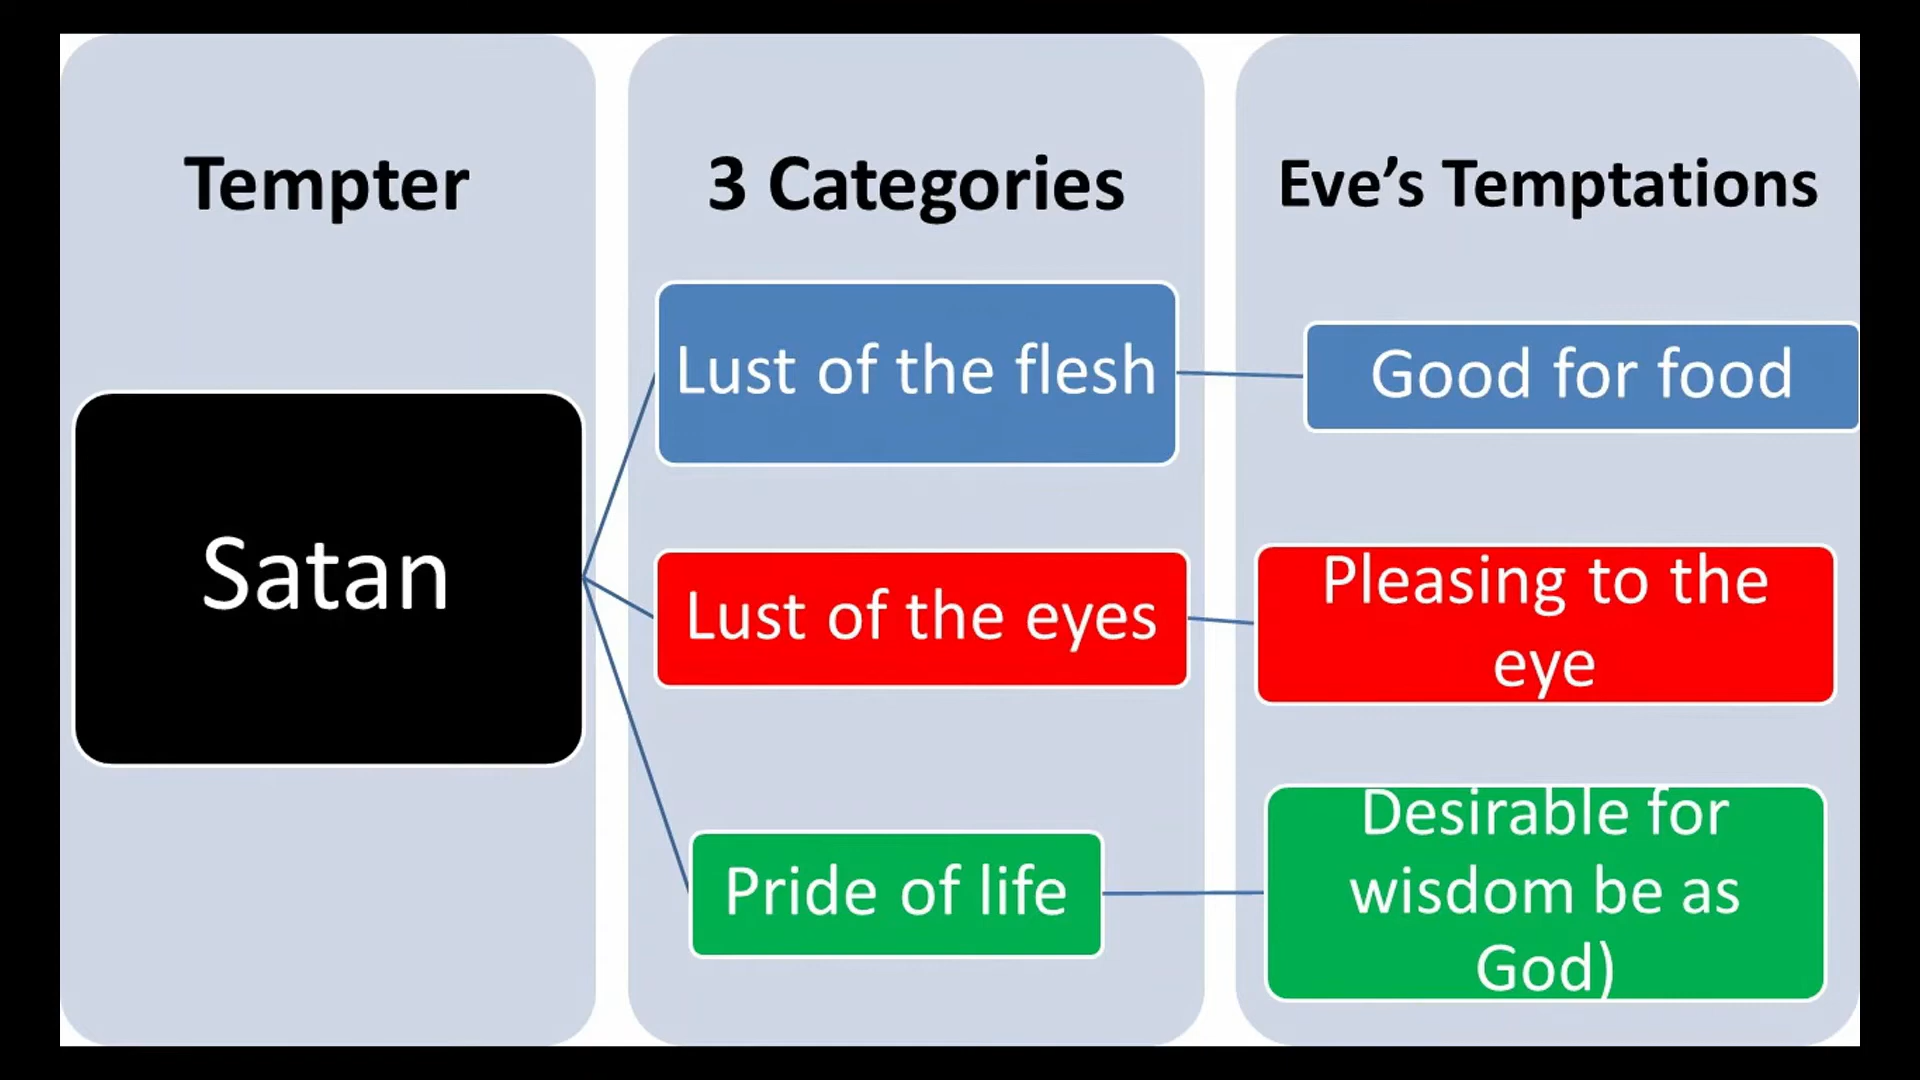 Tempter
3 Categories
Eve's Temptations
Satan
Lust of the flesh
Good for food
Lust of the eyes
Pleasing to the
eye
Pride of life
Desirable for
wisdom be as
God)